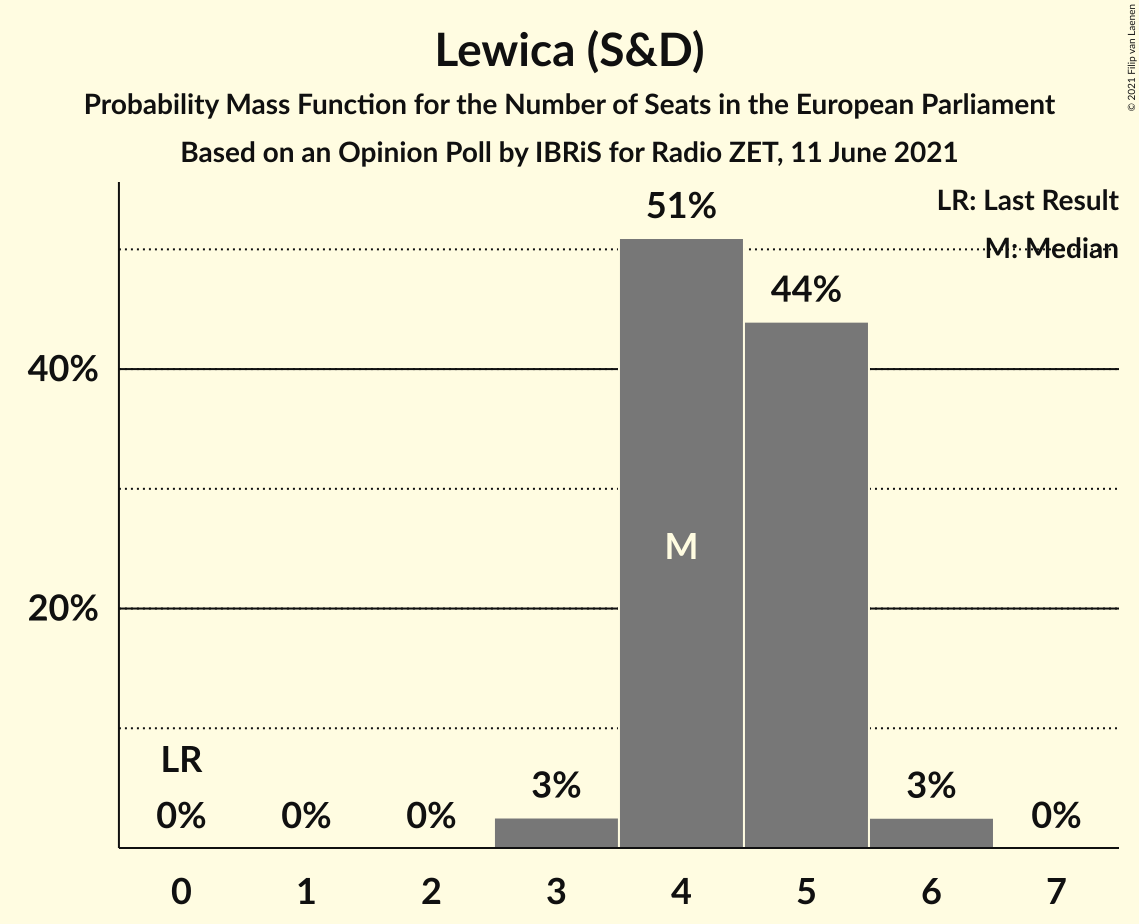 Lewica (S&D)
Probability Mass Function for the Number of Seats in the European Parliament
Based on an Opinion Poll by IBRiS for Radio ZET, 11 June 2021
© 2021 Filip van Laenen
LR: Last Result
M: Median
51%
44%
40%
M
20%
LR
0%
0%
0%
3%
3%
0%
0
1
2
3
4
5
6
7